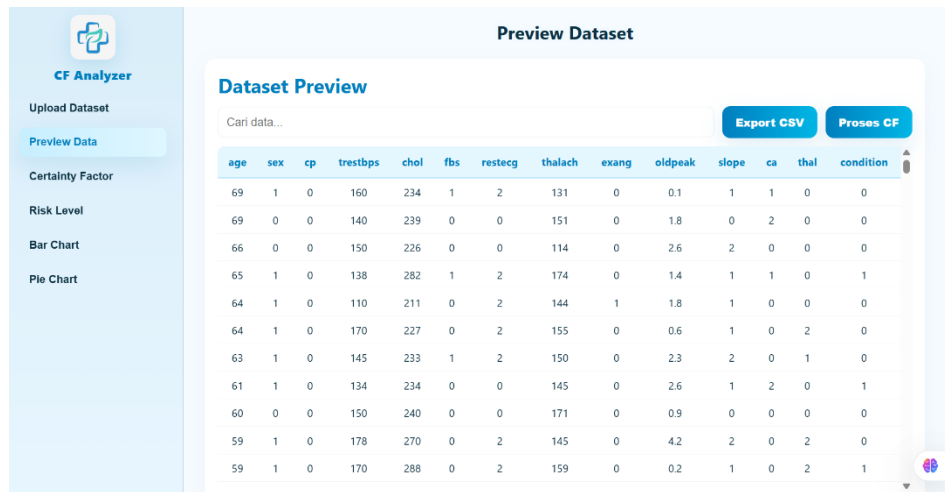 Preview Dataset
CF Analyzer
Upload Dataset
Preview Data
Certainty Factor
Risk Level
Bar Chart
Pie Chart
Dataset Preview
Cari data...
Export CSV
Proses CF
age sex cp trestbps chol fbs restecg thalach exang oldpeak slope ca thal condition
69 1 0 160 234 1 2 131 0 0.1 1 1 0 0
69 0 0 140 239 0 0 151 0 1.8 0 2 0 0
66 0 0 150 226 0 0 114 0 2.6 2 0 0 0
65 1 0 138 282 1 2 174 0 1.4 1 1 0 1
64 1 0 110 211 0 2 144 1 1.8 1 0 0 0
64 1 0 170 227 0 2 155 0 0.6 1 0 2 0
63 1 0 145 233 1 2 150 0 2.3 2 0 1 0
61 1 0 134 234 0 0 145 0 2.6 1 2 0 1
60 0 0 150 240 0 0 171 0 0.9 0 0 0 0
59 1 0 178 270 0 2 145 0 4.2 2 0 2 0
59 1 0 170 288 0 2 159 0 0.2 1 0 2 1